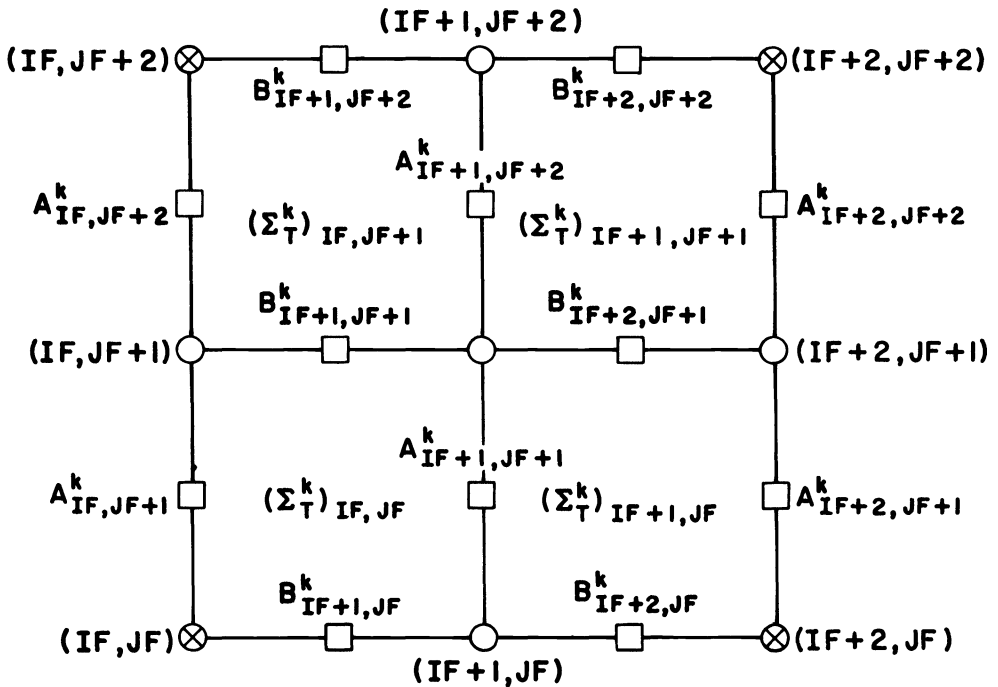 (IF+1,JF+2)
(IF,JF+2) (IF+2,JF+2)
B^k_{IF+1,JF+2} B^k_{IF+2,JF+2}
A^k_{IF+1,JF+2}
A^k_{IF,JF+2} (Σ^k_T)_{IF,JF+1} (Σ^k_T)_{IF+1,JF+1} A^k_{IF+2,JF+2}
B^k_{IF+1,JF+1} B^k_{IF+2,JF+1}
(IF,JF+1) (IF+2,JF+1)
A^k_{IF+1,JF+1}
A^k_{IF,JF+1} (Σ^k_T)_{IF,JF} (Σ^k_T)_{IF+1,JF} A^k_{IF+2,JF+1}
B^k_{IF+1,JF} B^k_{IF+2,JF}
(IF,JF) (IF+2,JF)
(IF+1,JF)